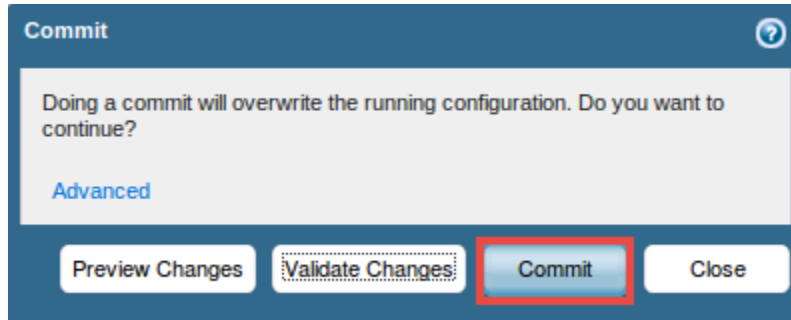 Commit
Doing a commit will overwrite the running configuration. Do you want to
continue?
Advanced
Preview Changes Validate Changes Commit Close